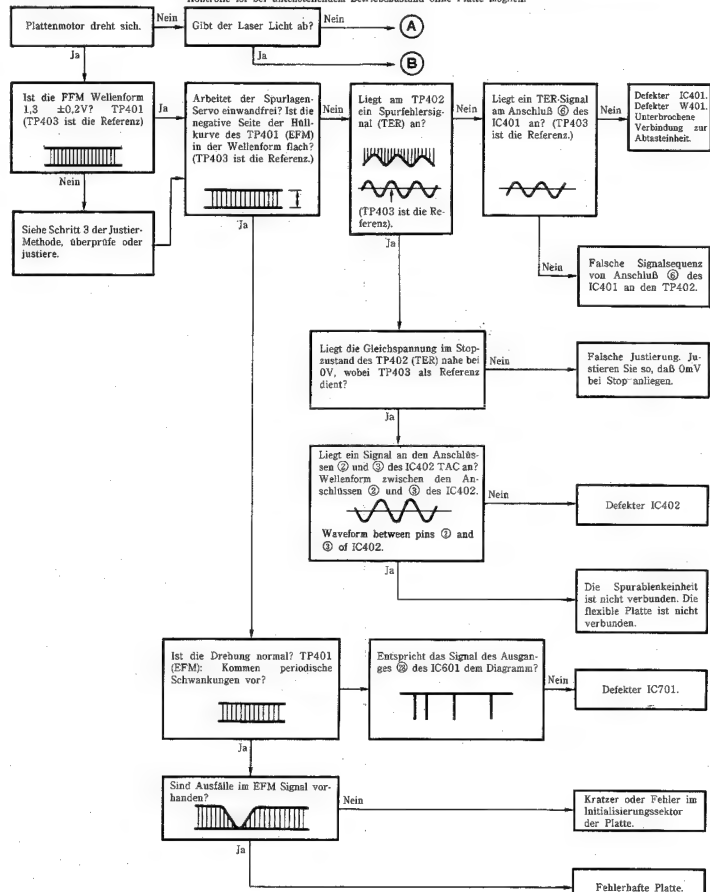 Kontrolle ist bei untenstehendem Betriebszustand ohne Platte möglich.
Plattenmotor dreht sich.
Nein
Gibt der Laser Licht ab?
Nein
A
Ja
Ja
B
Ist die FFM Wellenform
1,3 ±0,2V? TP401
(TP403 ist die Referenz)
Ja
Nein
Arbeitet der Spurlagen-
Servo einwandfrei? Ist die
negative Seite der Hüll-
kurve des TP401 (EFM)
in der Wellenform flach?
(TP403 ist die Referenz.)
Nein
Ja
Liegt am TP402
ein Spurfehlersig-
nal (TER) an?
(TP403 ist die Re-
ferenz).
Nein
Ja
Liegt ein TER-Signal
am Anschluß ⑥ des
IC401 an? (TP403
ist die Referenz.)
Nein
Defekter IC401.
Defekter W401.
Unterbrochene
Verbindung zur
Abtasteinheit.
Nein
Falsche Signalsequenz
von Anschluß ⑥ des
IC401 an den TP402.
Siehe Schritt 3 der Justier-
Methode, überprüfe oder
justiere.
Liegt die Gleichspannung im Stop-
zustand des TP402 (TER) nahe bei
0V, wobei TP403 als Referenz
dient?
Nein
Falsche Justierung. Ju-
stieren Sie so, daß 0mV
bei Stop anliegen.
Ja
Liegt ein Signal an den Anschlüs-
sen ② und ③ des IC402 TAC an?
Wellenform zwischen den An-
schlüssen ② und ③ des IC402.
Waveform between pins ② and
③ of IC402.
Nein
Defekter IC402
Ja
Die Spurablenkeinheit
ist nicht verbunden. Die
flexible Platte ist nicht
verbunden.
Ist die Drehung normal? TP401
(EFM): Kommen periodische
Schwankungen vor?
Entspricht das Signal des Ausgan-
ges ㉘ des IC601 dem Diagramm?
Nein
Defekter IC701.
Ja
Sind Ausfälle im EFM Signal vor-
handen?
Nein
Kratzer oder Fehler im
Initialisierungssektor
der Platte.
Ja
Fehlerhafte Platte.